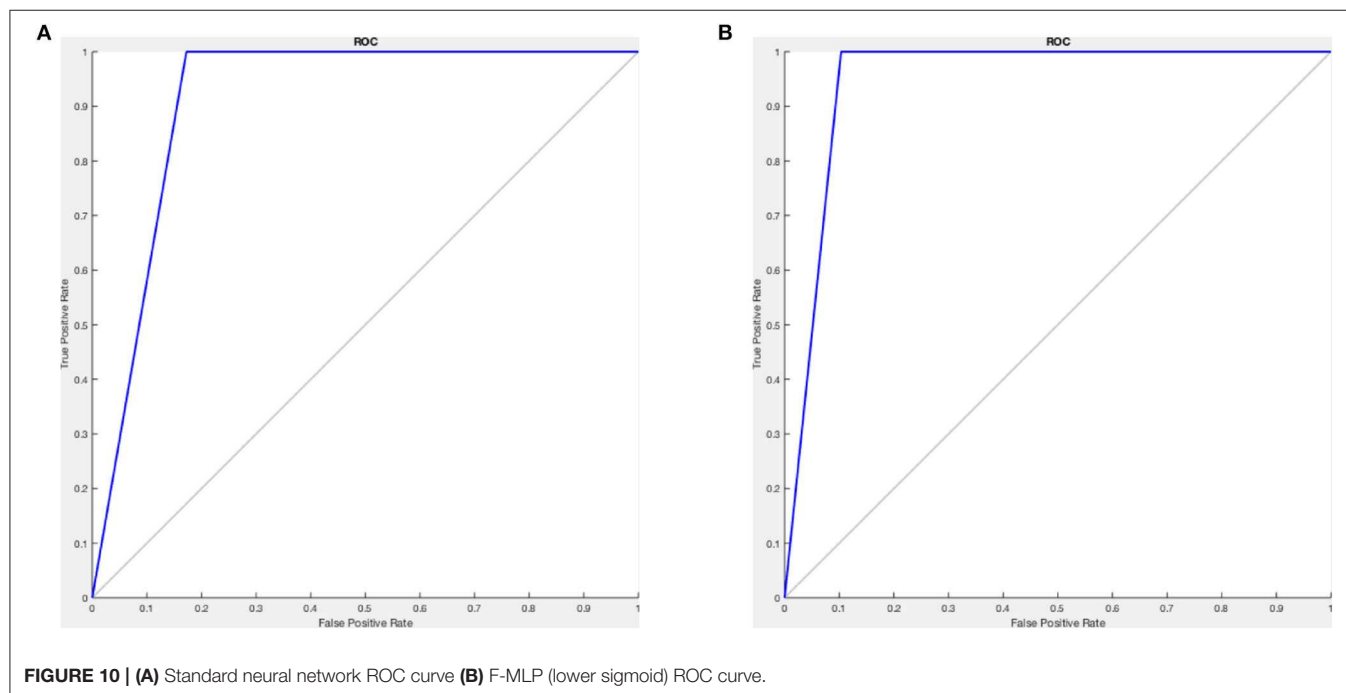 A
ROC
1
0.9
0.8
0.7
0.6
0.5
0.4
0.3
0.2
0.1
0
True Positive Rate
0 0.1 0.2 0.3 0.4 0.5 0.6 0.7 0.8 0.9 1
False Positive Rate
B
ROC
1
0.9
0.8
0.7
0.6
0.5
0.4
0.3
0.2
0.1
0
True Positive Rate
0 0.1 0.2 0.3 0.4 0.5 0.6 0.7 0.8 0.9 1
False Positive Rate
FIGURE 10 | (A) Standard neural network ROC curve (B) F-MLP (lower sigmoid) ROC curve.